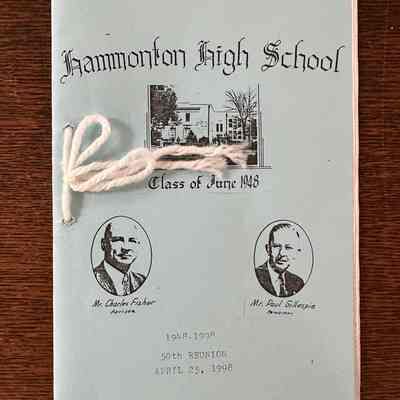 Hammonton High School
Class of June 1948
Mr. Charles Fisher
Advisor
Mr. Paul Gillespie
1948-1998
50th REUNION
APRIL 25, 1998